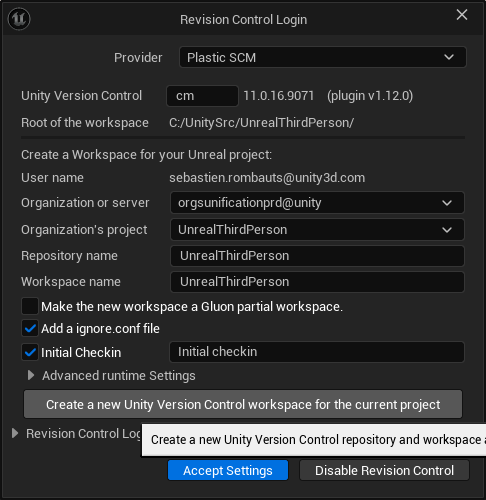 Revision Control Login
Provider Plastic SCM
Unity Version Control cm 11.0.16.9071 (plugin v1.12.0)
Root of the workspace C:/UnitySrc/UnrealThirdPerson/
Create a Workspace for your Unreal project:
User name sebastien.rombauts@unity3d.com
Organization or server orgsunificationprd@unity
Organization's project UnrealThirdPerson
Repository name UnrealThirdPerson
Workspace name UnrealThirdPerson
Make the new workspace a Gluon partial workspace.
Add a ignore.conf file
Initial Checkin Initial checkin
Advanced runtime Settings
Create a new Unity Version Control workspace for the current project
Revision Control Log
Create a new Unity Version Control repository and workspace
Accept Settings Disable Revision Control